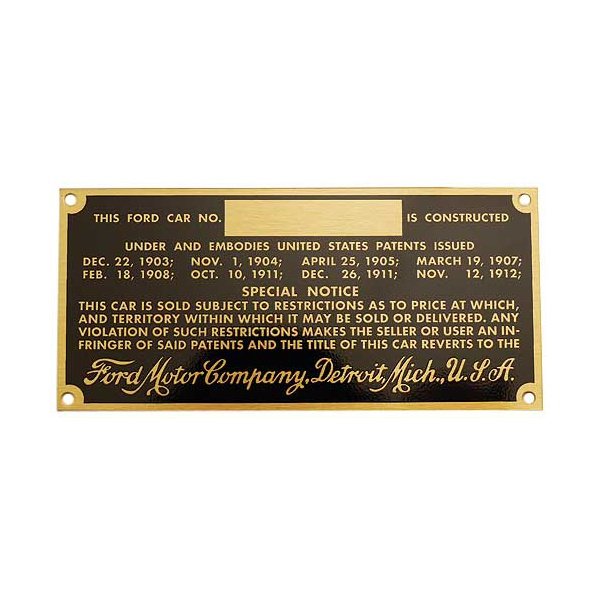 THIS FORD CAR NO. IS CONSTRUCTED
UNDER AND EMBODIES UNITED STATES PATENTS ISSUED
DEC. 22, 1903; NOV. 1, 1904; APRIL 25, 1905; MARCH 19, 1907;
FEB. 18, 1908; OCT. 10, 1911; DEC. 26, 1911; NOV. 12, 1912;
SPECIAL NOTICE
THIS CAR IS SOLD SUBJECT TO RESTRICTIONS AS TO PRICE AT WHICH,
AND TERRITORY WITHIN WHICH IT MAY BE SOLD OR DELIVERED. ANY
VIOLATION OF SUCH RESTRICTIONS MAKES THE SELLER OR USER AN IN-
FRINGER OF SAID PATENTS AND THE TITLE OF THIS CAR REVERTS TO THE
Ford Motor Company, Detroit, Mich., U.S.A.